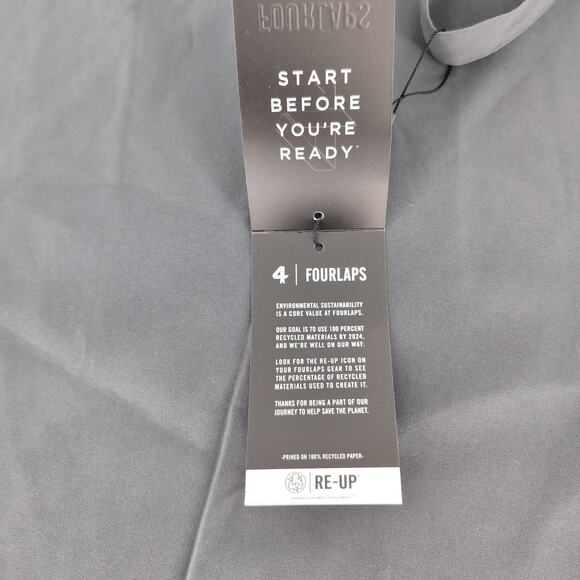 FOURLAPS
START
BEFORE
YOU'RE
READY
4 | FOURLAPS
ENVIRONMENTAL SUSTAINABILITY
IS A CORE VALUE AT FOURLAPS.
OUR GOAL IS TO USE 100 PERCENT
RECYCLED MATERIALS BY 2024,
AND WE'RE WELL ON OUR WAY.
LOOK FOR THE RE-UP ICON ON
YOUR FOURLAPS GEAR TO SEE
THE PERCENTAGE OF RECYCLED
MATERIALS USED TO CREATE IT.
THANKS FOR BEING A PART OF OUR
JOURNEY TO HELP SAVE THE PLANET.
-PRINED ON 100% RECYCLED PAPER-
RE-UP